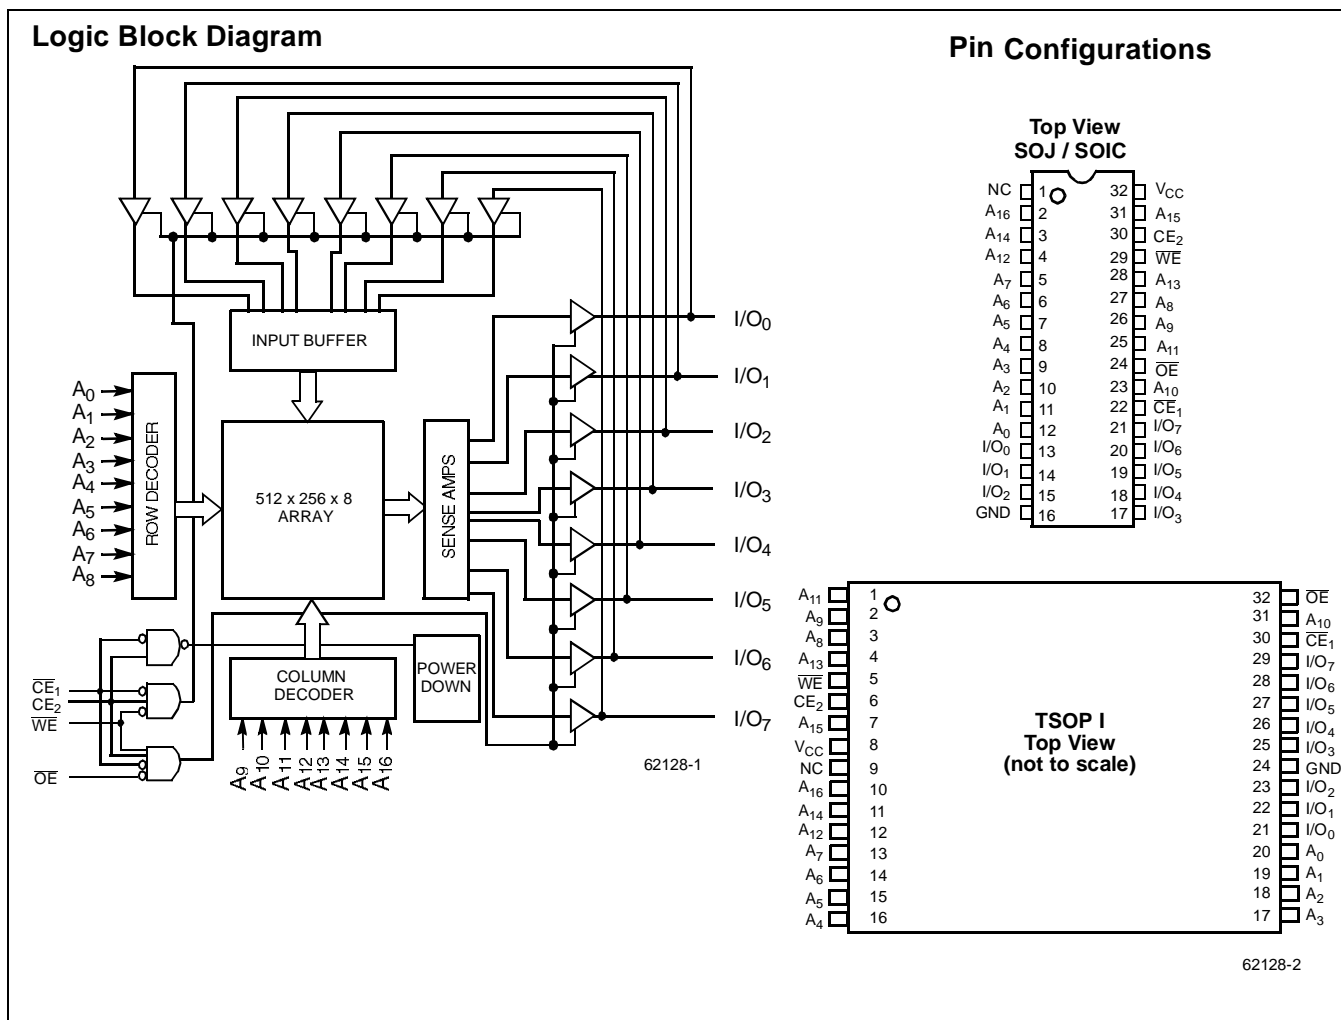 Logic Block Diagram
INPUT BUFFER
A0
A1
A2
A3
A4
A5
A6
A7
A8
ROW DECODER
512 x 256 x 8
ARRAY
SENSE AMPS
I/O0
I/O1
I/O2
I/O3
I/O4
I/O5
I/O6
I/O7
COLUMN
DECODER
POWER
DOWN
C̅E̅1
CE2
W̅E̅
O̅E̅
A9
A10
A11
A12
A13
A14
A15
A16
62128-1
Pin Configurations
Top View
SOJ / SOIC
NC 1 32 VCC
A16 2 31 A15
A14 3 30 CE2
A12 4 29 W̅E̅
A7 5 28 A13
A6 6 27 A8
A5 7 26 A9
A4 8 25 A11
A3 9 24 O̅E̅
A2 10 23 A10
A1 11 22 C̅E̅1
A0 12 21 I/O7
I/O0 13 20 I/O6
I/O1 14 19 I/O5
I/O2 15 18 I/O4
GND 16 17 I/O3
A11 1 32 O̅E̅
A9 2 31 A10
A8 3 30 C̅E̅1
A13 4 29 I/O7
W̅E̅ 5 28 I/O6
CE2 6 27 I/O5
A15 7 26 I/O4
VCC 8 25 I/O3
NC 9 24 GND
A16 10 23 I/O2
A14 11 22 I/O1
A12 12 21 I/O0
A7 13 20 A0
A6 14 19 A1
A5 15 18 A2
A4 16 17 A3
TSOP I
Top View
(not to scale)
62128-2